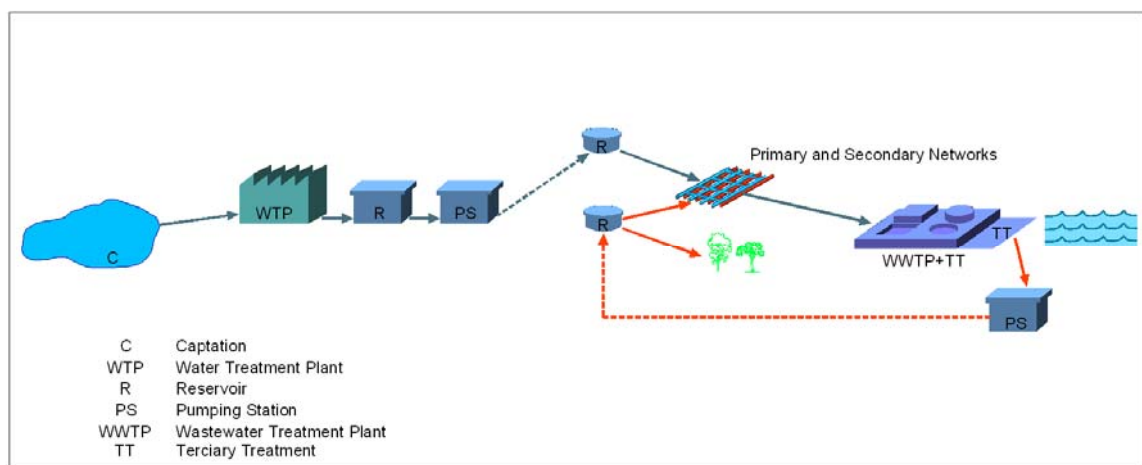 R
Primary and Secondary Networks
WTP
R
PS
R
TT
C
WWTP+TT
PS
C Captation
WTP Water Treatment Plant
R Reservoir
PS Pumping Station
WWTP Wastewater Treatment Plant
TT Terciary Treatment